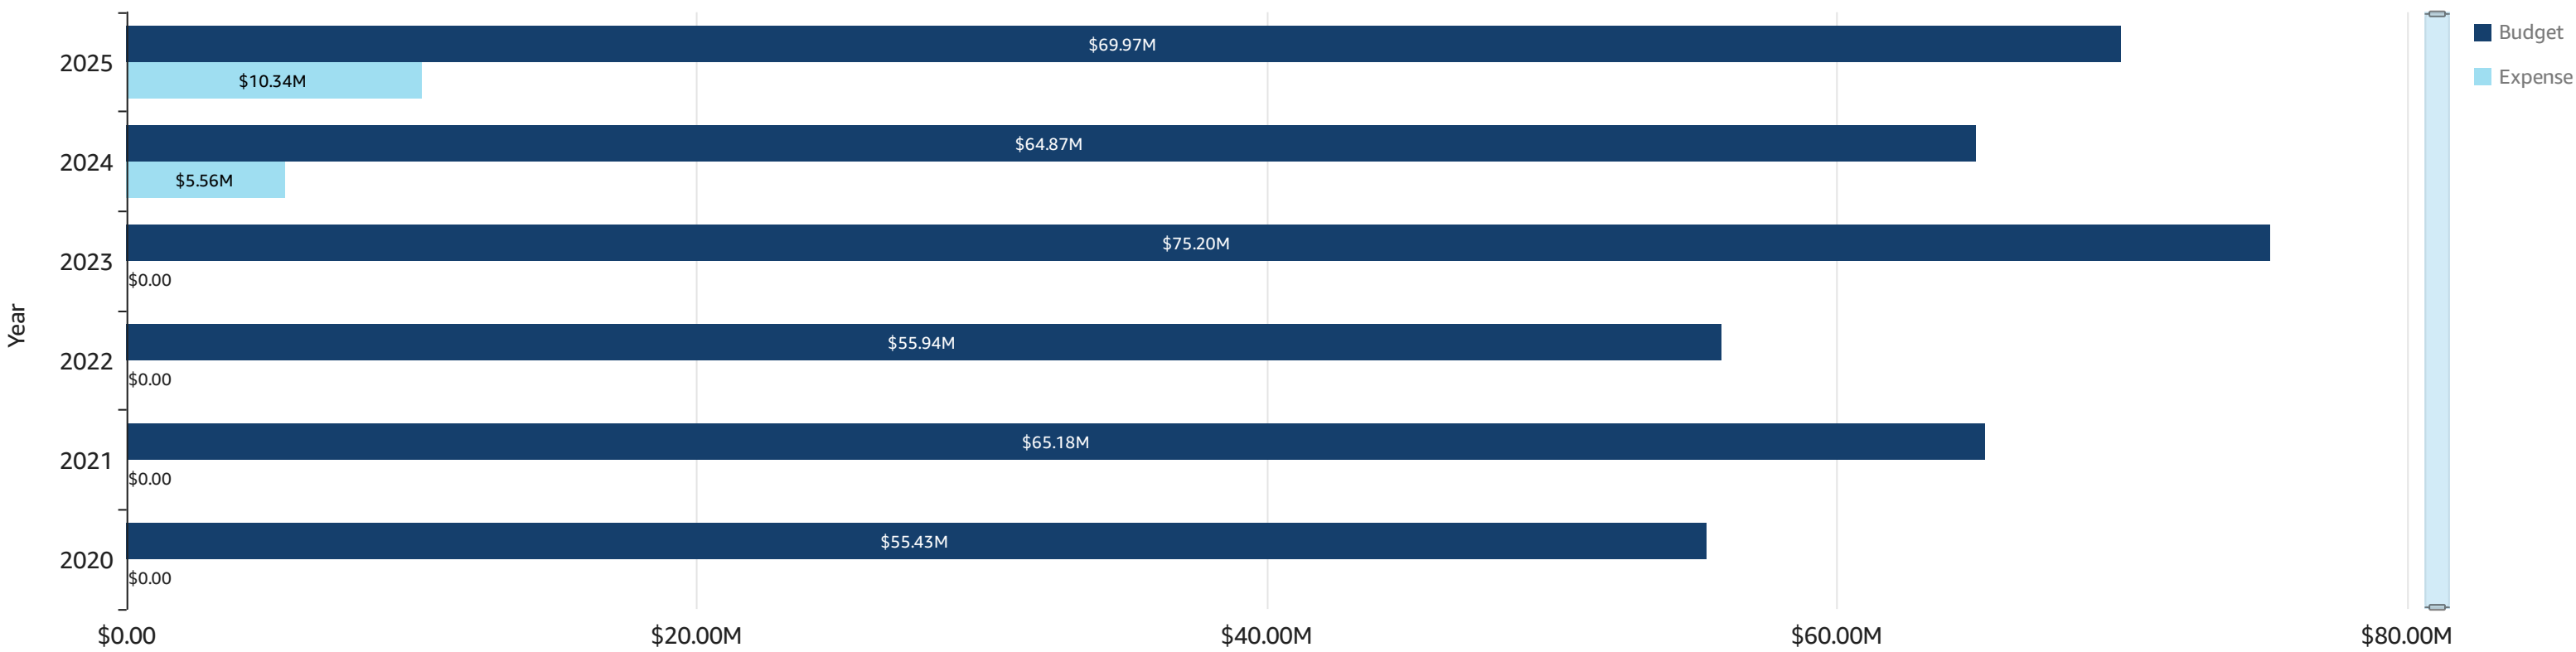 2025
$69.97M
$10.34M
2024
$64.87M
$5.56M
2023
$75.20M
$0.00
2022
$55.94M
$0.00
2021
$65.18M
$0.00
2020
$55.43M
$0.00
Year
$0.00 $20.00M $40.00M $60.00M $80.00M
Budget
Expense